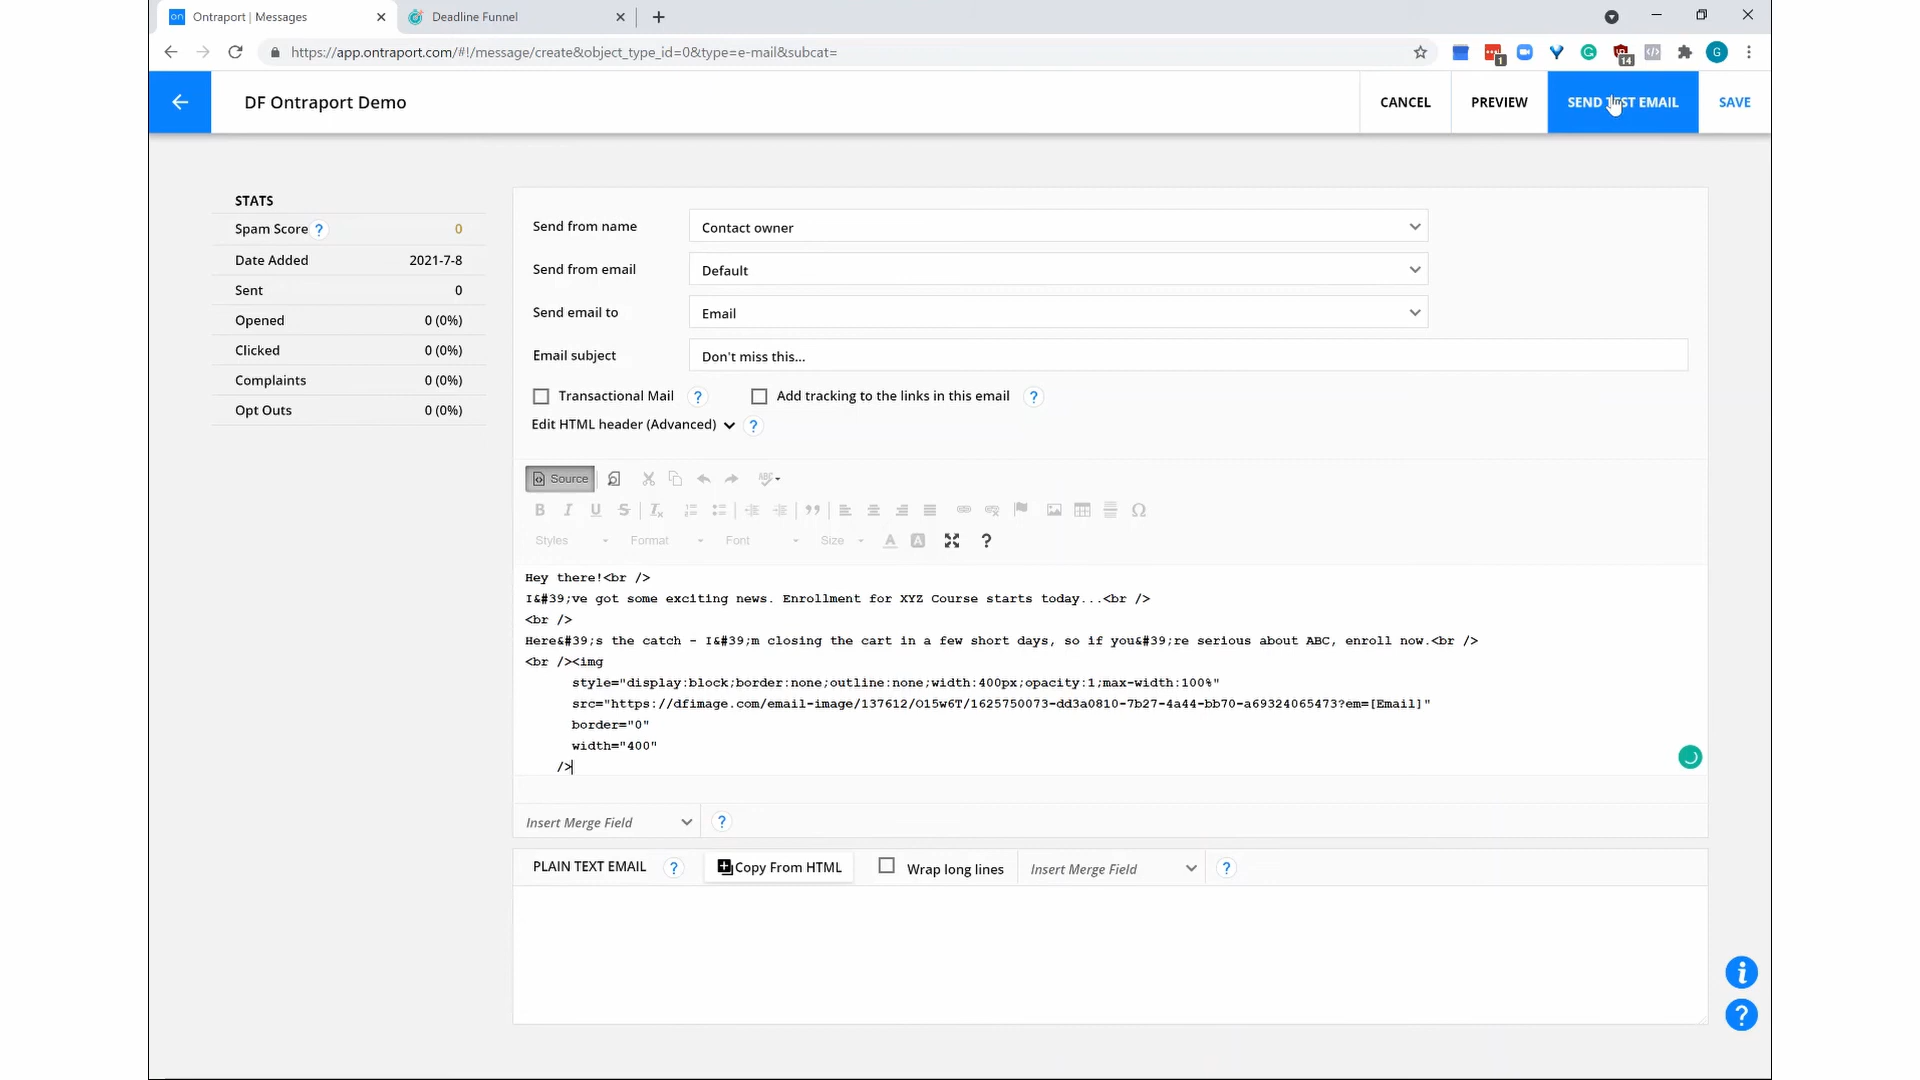 Ontraport | Messages
Deadline Funnel
https://app.ontraport.com/#!/message/create&object_type_id=0&type=e-mail&subcat=
1
14
G
on
DF Ontraport Demo
CANCEL
PREVIEW
SEND TEST EMAIL
SAVE
STATS
Spam Score ? 0
Date Added 2021-7-8
Sent 0
Opened 0 (0%)
Clicked 0 (0%)
Complaints 0 (0%)
Opt Outs 0 (0%)
Send from name Contact owner
Send from email Default
Send email to Email
Email subject Don't miss this...
Transactional Mail ? Add tracking to the links in this email ?
Edit HTML header (Advanced) ?
Source ABC
B I U S Tx Ω
Styles Format Font Size A A ?
Hey there!<br />
I&#39;ve got some exciting news. Enrollment for XYZ Course starts today...<br />
<br />
Here&#39;s the catch - I&#39;m closing the cart in a few short days, so if you&#39;re serious about ABC, enroll now.<br />
<br /><img
style="display:block;border:none;outline:none;width:400px;opacity:1;max-width:100%"
src="https://dfimage.com/email-image/137612/O15w6T/1625750073-dd3a0810-7b27-4a44-bb70-a69324065473?em=[Email]"
border="0"
width="400"
/>
Insert Merge Field ?
PLAIN TEXT EMAIL ? Copy From HTML Wrap long lines Insert Merge Field ?
i
?